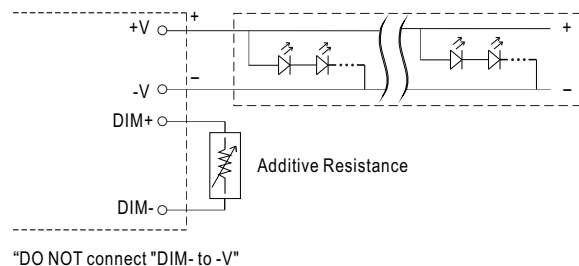 +V
+
+
-V
–
–
DIM+
Additive Resistance
DIM-
“DO NOT connect "DIM- to -V"